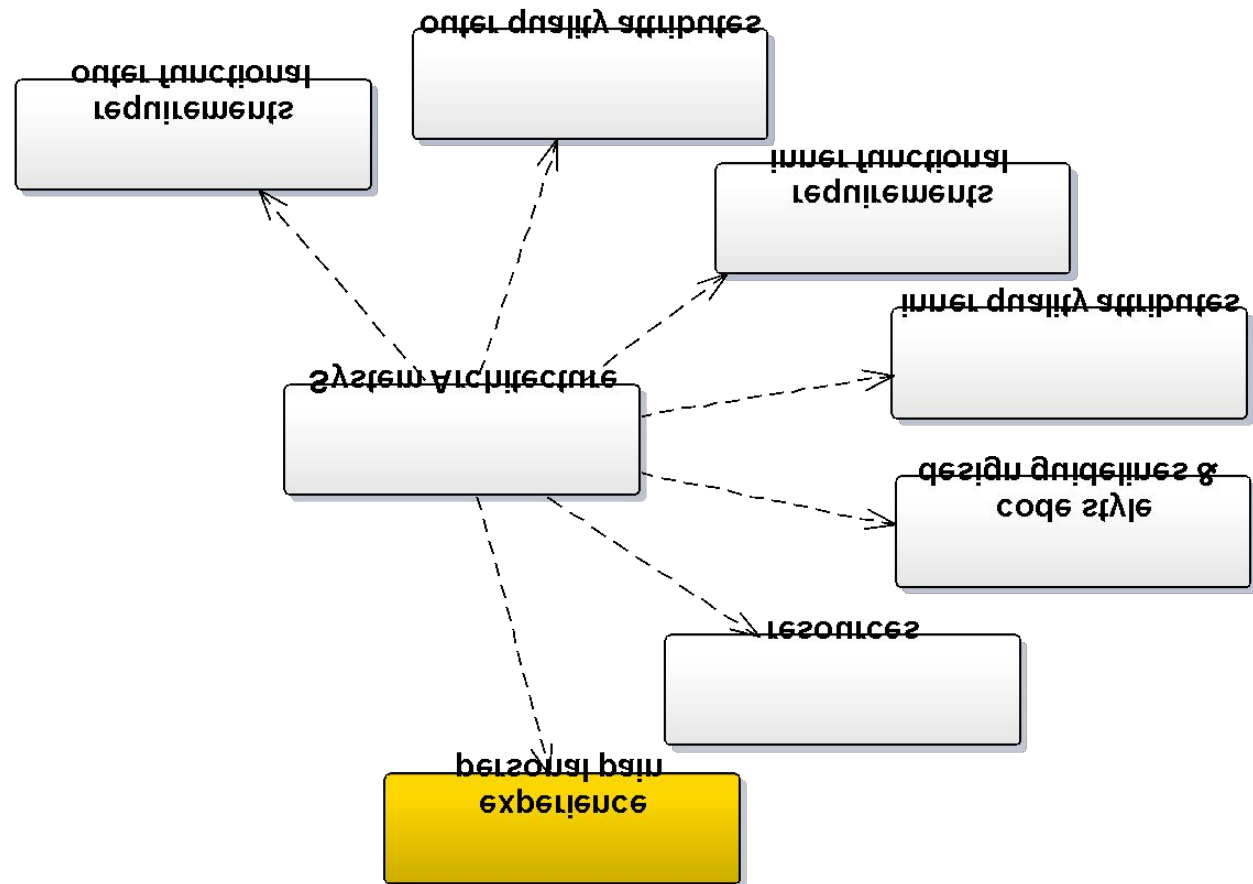 outer quality attributes
outer functional
requirements
inner functional
requirements
inner quality attributes
System Architecture
design guidelines &
code style
resources
personal pain
experience